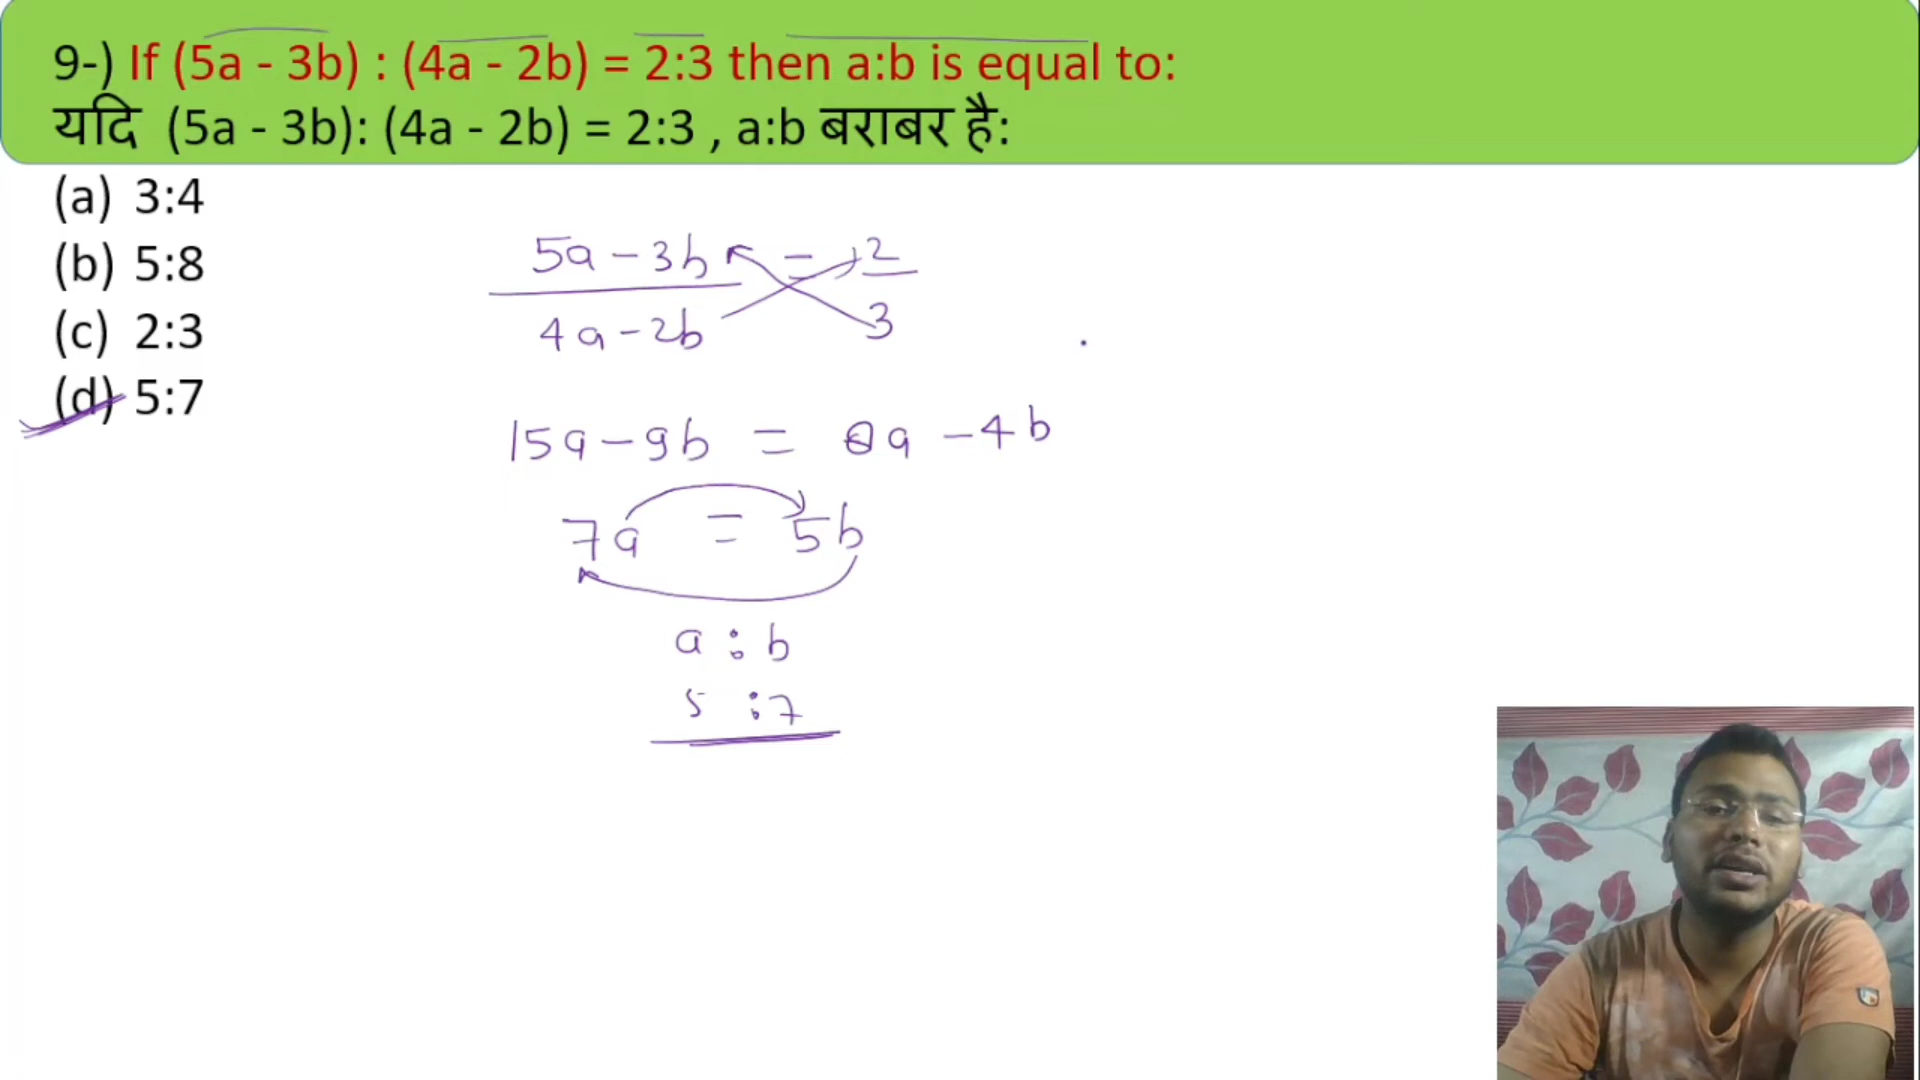 9-) If (5a - 3b) : (4a - 2b) = 2:3 then a:b is equal to:
यदि (5a - 3b): (4a - 2b) = 2:3 , a:b बराबर है:
(a) 3:4
(b) 5:8
(c) 2:3
(d) 5:7
5a - 3b = 2
4a - 2b 3
15a - 9b = 8a - 4b
7a = 5b
a : b
5 : 7